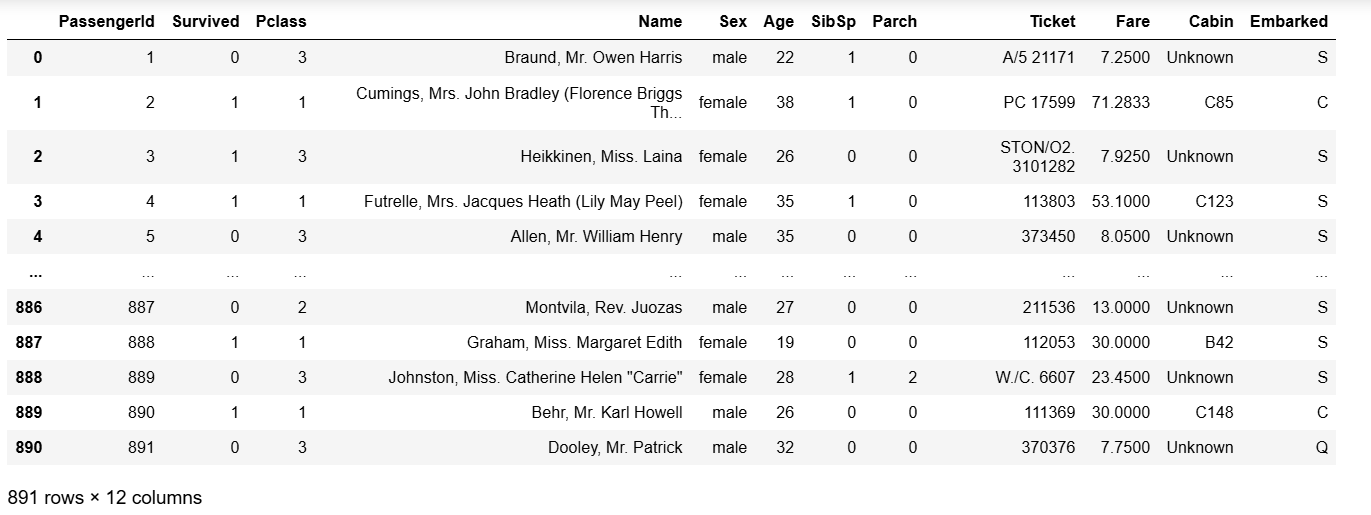 PassengerId Survived Pclass Name Sex Age SibSp Parch Ticket Fare Cabin Embarked
0 1 0 3 Braund, Mr. Owen Harris male 22 1 0 A/5 21171 7.2500 Unknown S
1 2 1 1 Cumings, Mrs. John Bradley (Florence Briggs Th... female 38 1 0 PC 17599 71.2833 C85 C
2 3 1 3 Heikkinen, Miss. Laina female 26 0 0 STON/O2. 3101282 7.9250 Unknown S
3 4 1 1 Futrelle, Mrs. Jacques Heath (Lily May Peel) female 35 1 0 113803 53.1000 C123 S
4 5 0 3 Allen, Mr. William Henry male 35 0 0 373450 8.0500 Unknown S
... ... ... ... ... ... ... ... ... ... ... ... ...
886 887 0 2 Montvila, Rev. Juozas male 27 0 0 211536 13.0000 Unknown S
887 888 1 1 Graham, Miss. Margaret Edith female 19 0 0 112053 30.0000 B42 S
888 889 0 3 Johnston, Miss. Catherine Helen "Carrie" female 28 1 2 W./C. 6607 23.4500 Unknown S
889 890 1 1 Behr, Mr. Karl Howell male 26 0 0 111369 30.0000 C148 C
890 891 0 3 Dooley, Mr. Patrick male 32 0 0 370376 7.7500 Unknown Q
891 rows × 12 columns